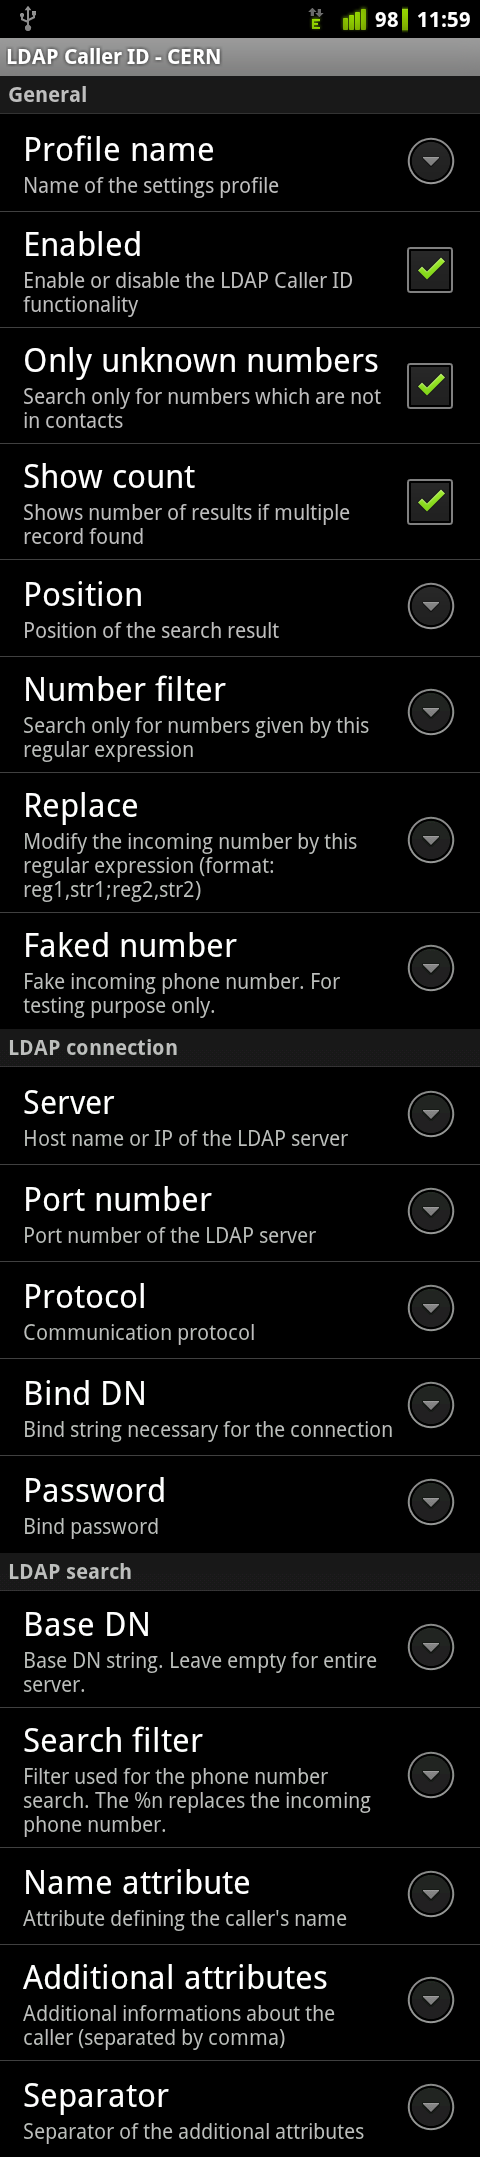 E 98 11:59
LDAP Caller ID - CERN
General
Profile name
Name of the settings profile
Enabled
Enable or disable the LDAP Caller ID
functionality
Only unknown numbers
Search only for numbers which are not
in contacts
Show count
Shows number of results if multiple
record found
Position
Position of the search result
Number filter
Search only for numbers given by this
regular expression
Replace
Modify the incoming number by this
regular expression (format:
reg1,str1;reg2,str2)
Faked number
Fake incoming phone number. For
testing purpose only.
LDAP connection
Server
Host name or IP of the LDAP server
Port number
Port number of the LDAP server
Protocol
Communication protocol
Bind DN
Bind string necessary for the connection
Password
Bind password
LDAP search
Base DN
Base DN string. Leave empty for entire
server.
Search filter
Filter used for the phone number
search. The %n replaces the incoming
phone number.
Name attribute
Attribute defining the caller's name
Additional attributes
Additional informations about the
caller (separated by comma)
Separator
Separator of the additional attributes